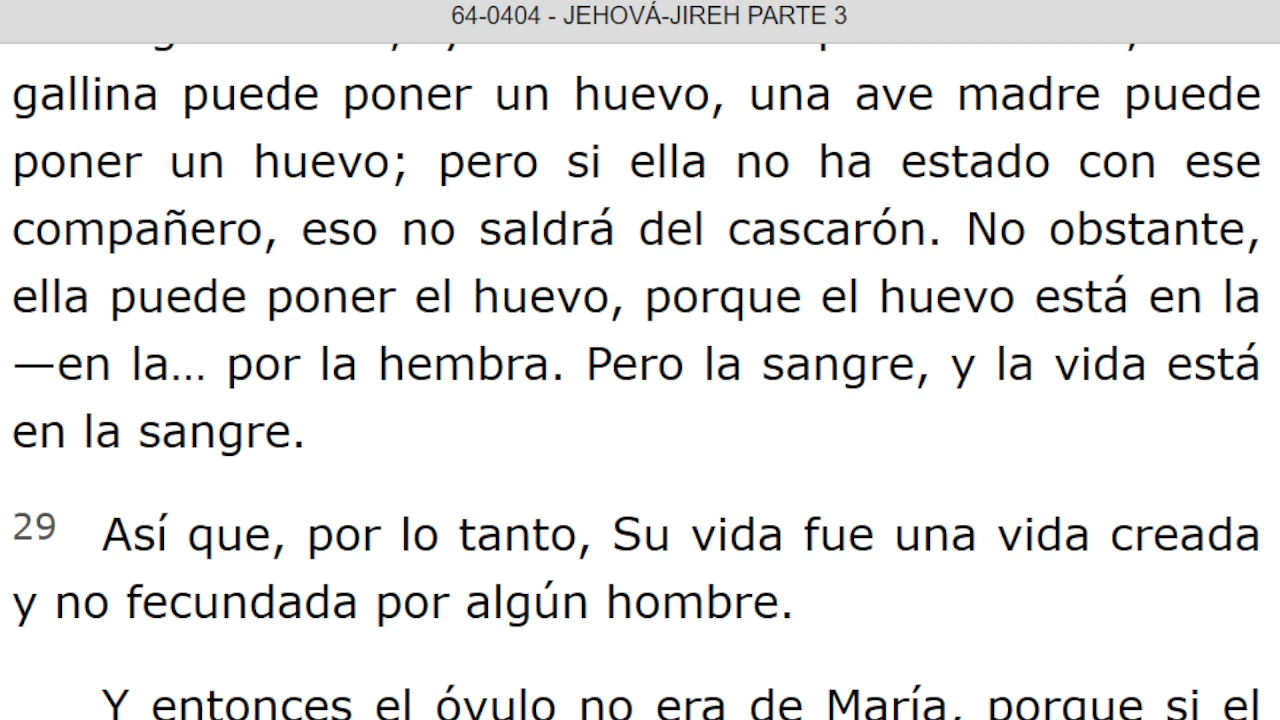 64-0404 - JEHOVÁ-JIREH PARTE 3
gallina puede poner un huevo, una ave madre puede
poner un huevo; pero si ella no ha estado con ese
compañero, eso no saldrá del cascarón. No obstante,
ella puede poner el huevo, porque el huevo está en la
—en la… por la hembra. Pero la sangre, y la vida está
en la sangre.
29 Así que, por lo tanto, Su vida fue una vida creada
y no fecundada por algún hombre.
Y entonces el óvulo no era de María, porque si el